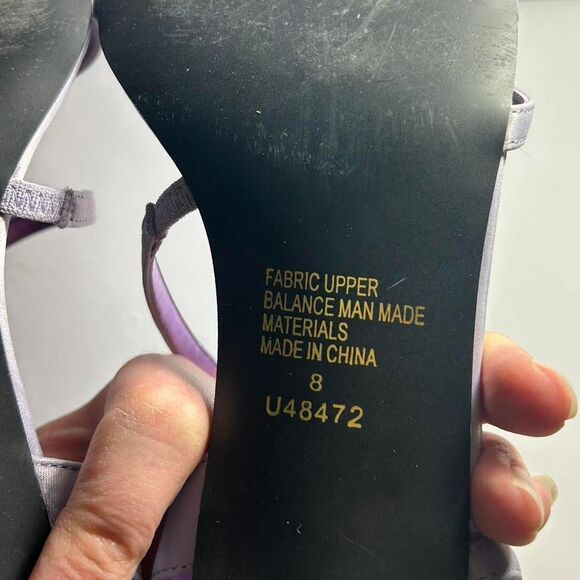 FABRIC UPPER
BALANCE MAN MADE
MATERIALS
MADE IN CHINA
8
U48472